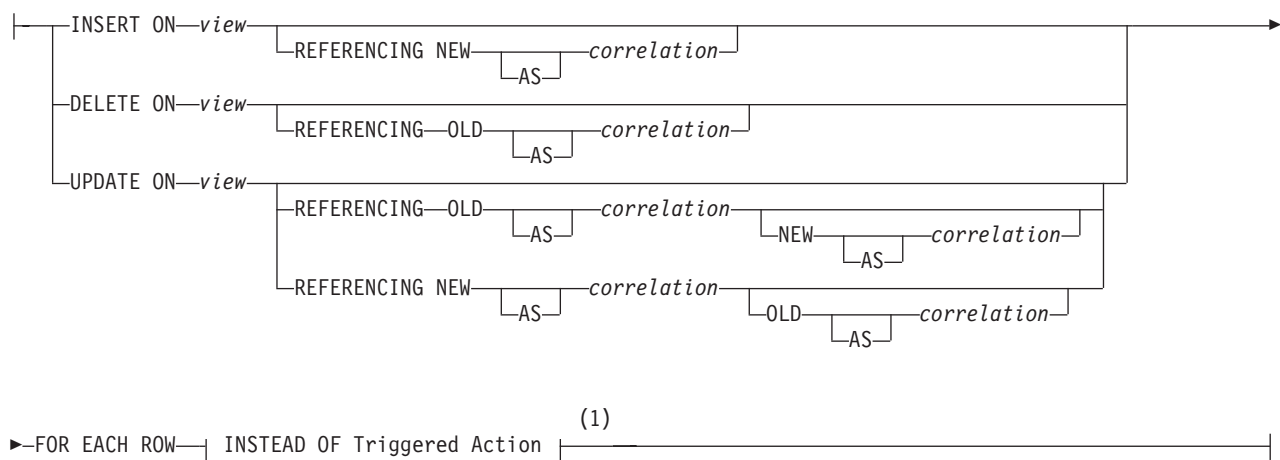 INSERT ON view
REFERENCING NEW AS correlation
DELETE ON view
REFERENCING OLD AS correlation
UPDATE ON view
REFERENCING OLD AS correlation NEW AS correlation
REFERENCING NEW AS correlation OLD AS correlation
(1)
FOR EACH ROW INSTEAD OF Triggered Action